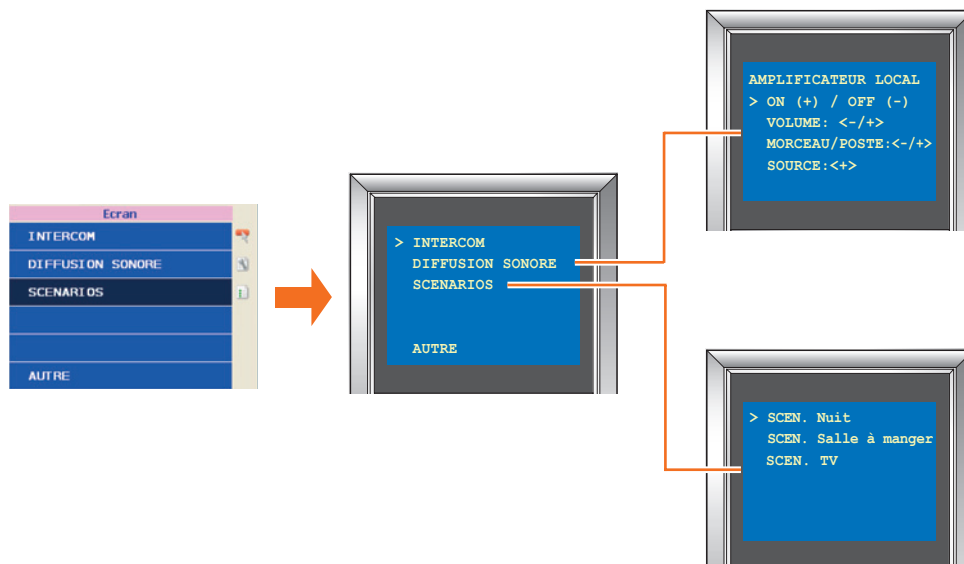 Ecran
INTERCOM
DIFFUSION SONORE
SCENARIOS
AUTRE
> INTERCOM
DIFFUSION SONORE
SCENARIOS
AUTRE
AMPLIFICATEUR LOCAL
> ON (+) / OFF (-)
VOLUME: <-/+>
MORCEAU/POSTE:<-/+>
SOURCE:<+>
> SCEN. Nuit
SCEN. Salle à manger
SCEN. TV